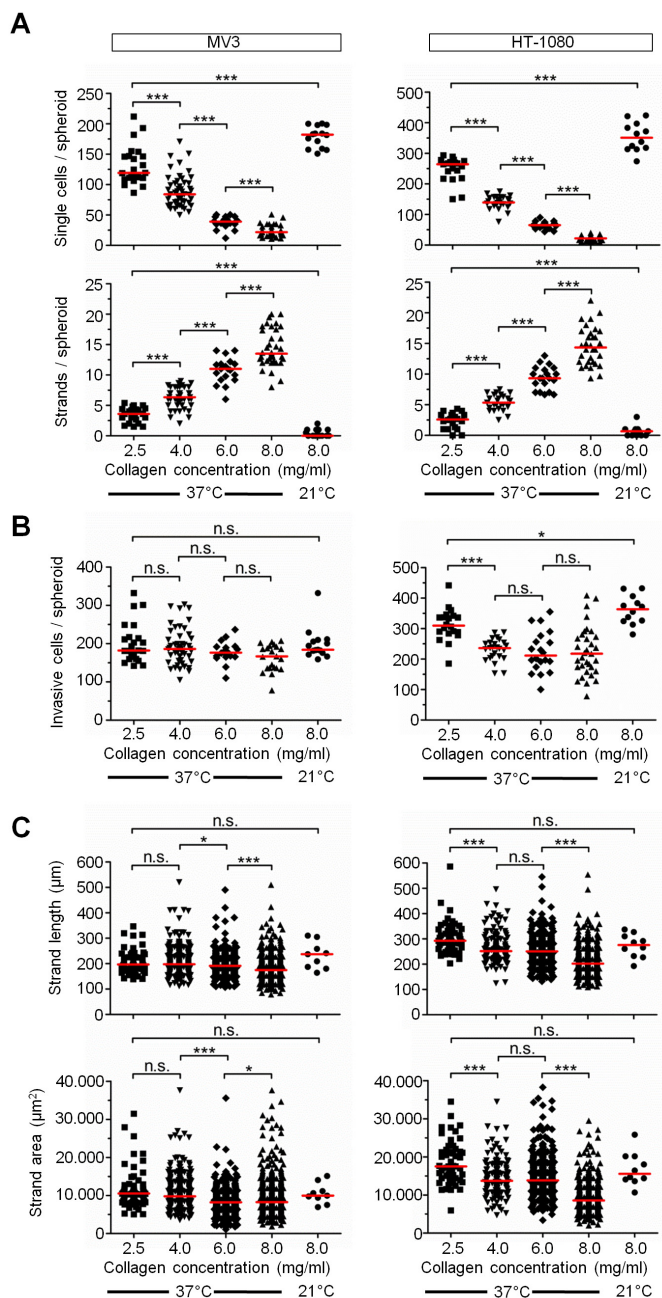 A
MV3
HT-1080
***
***
***
***
250
200
150
100
50
0
Single cells / spheroid
***
***
***
***
500
400
300
200
100
0
***
***
***
***
25
20
15
10
5
0
Strands / spheroid
***
***
***
***
25
20
15
10
5
0
2.5 4.0 6.0 8.0 8.0
Collagen concentration (mg/ml)
37°C 21°C
2.5 4.0 6.0 8.0 8.0
Collagen concentration (mg/ml)
37°C 21°C
B
n.s.
n.s.
n.s.
n.s.
400
300
200
100
0
Invasive cells / spheroid
*
***
n.s.
n.s.
500
400
300
200
100
0
2.5 4.0 6.0 8.0 8.0
Collagen concentration (mg/ml)
37°C 21°C
2.5 4.0 6.0 8.0 8.0
Collagen concentration (mg/ml)
37°C 21°C
C
n.s.
*
n.s.
***
600
500
400
300
200
100
0
Strand length (µm)
n.s.
***
***
n.s.
600
500
400
300
200
100
0
n.s.
***
n.s.
*
40.000
30.000
20.000
10.000
0
Strand area (µm²)
n.s.
n.s.
***
***
40.000
30.000
20.000
10.000
0
2.5 4.0 6.0 8.0 8.0
Collagen concentration (mg/ml)
37°C 21°C
2.5 4.0 6.0 8.0 8.0
Collagen concentration (mg/ml)
37°C 21°C